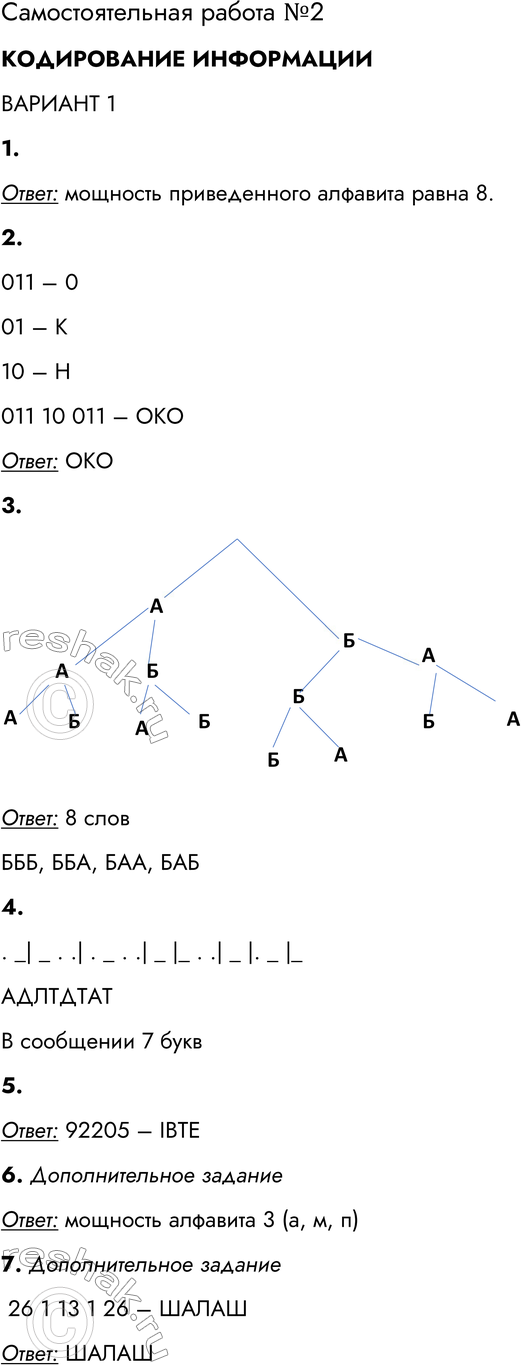 Самостоятельная работа №2
КОДИРОВАНИЕ ИНФОРМАЦИИ
ВАРИАНТ 1
1.
Ответ: мощность приведенного алфавита равна 8.
2.
011 – 0
01 – К
10 – Н
011 10 011 – ОКО
Ответ: ОКО
3.
А
Б
А
А
Б
Б
А
Б
А
Б
Б
А
Б
А
reshak.ru
Ответ: 8 слов
БББ, ББА, БАА, БАБ
4.
. _| _ . .| . _ . .| _ |_ . .| _ |. _ |_
АДЛТДТАТ
В сообщении 7 букв
5.
Ответ: 92205 – IBTE
6. Дополнительное задание
Ответ: мощность алфавита 3 (а, м, п)
7. Дополнительное задание
26 1 13 1 26 – ШАЛАШ
Ответ: ШАЛАШ
reshak.ru